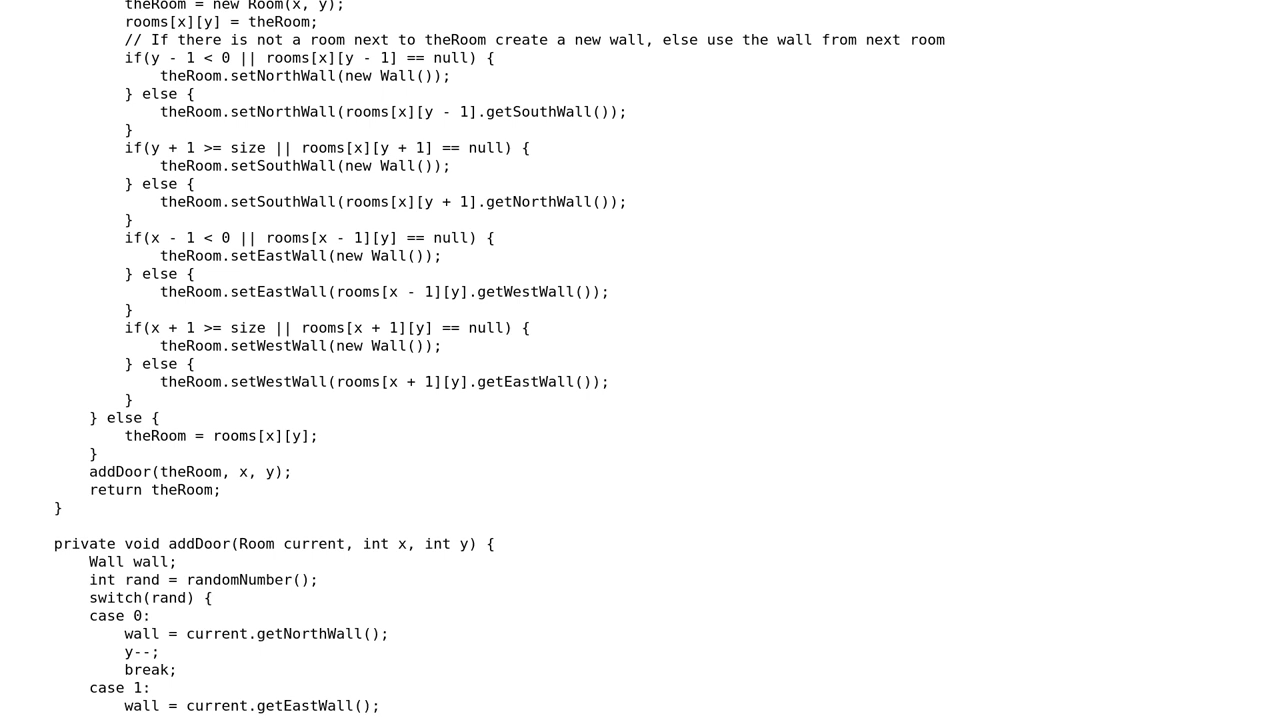 theRoom = new Room(x, y);
rooms[x][y] = theRoom;
// If there is not a room next to theRoom create a new wall, else use the wall from next room
if(y - 1 < 0 || rooms[x][y - 1] == null) {
theRoom.setNorthWall(new Wall());
} else {
theRoom.setNorthWall(rooms[x][y - 1].getSouthWall());
}
if(y + 1 >= size || rooms[x][y + 1] == null) {
theRoom.setSouthWall(new Wall());
} else {
theRoom.setSouthWall(rooms[x][y + 1].getNorthWall());
}
if(x - 1 < 0 || rooms[x - 1][y] == null) {
theRoom.setEastWall(new Wall());
} else {
theRoom.setEastWall(rooms[x - 1][y].getWestWall());
}
if(x + 1 >= size || rooms[x + 1][y] == null) {
theRoom.setWestWall(new Wall());
} else {
theRoom.setWestWall(rooms[x + 1][y].getEastWall());
}
} else {
theRoom = rooms[x][y];
}
addDoor(theRoom, x, y);
return theRoom;
}
private void addDoor(Room current, int x, int y) {
Wall wall;
int rand = randomNumber();
switch(rand) {
case 0:
wall = current.getNorthWall();
y--;
break;
case 1:
wall = current.getEastWall();